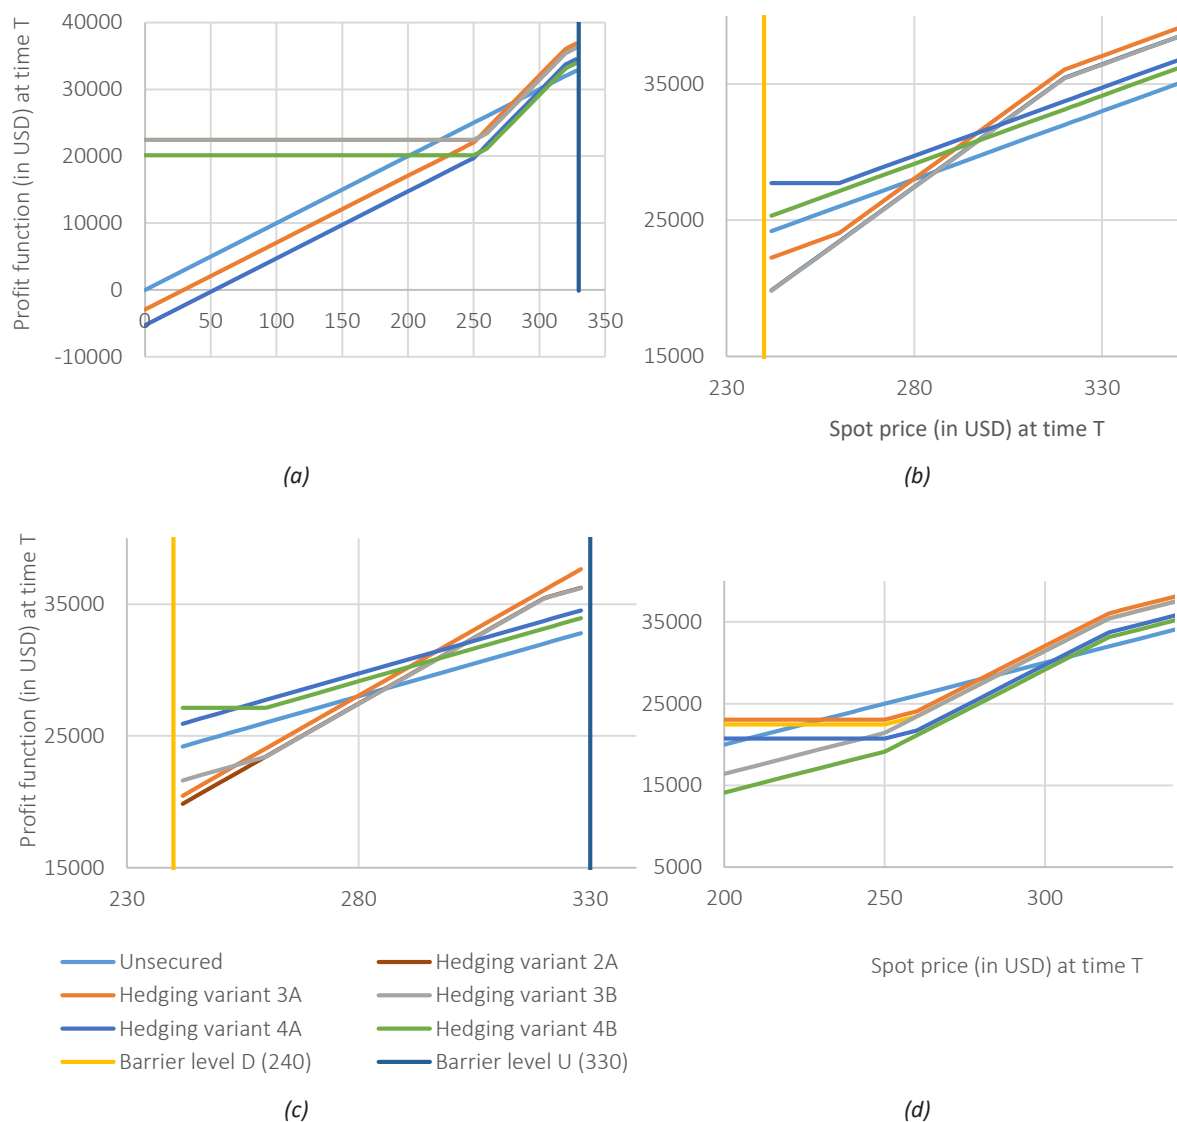 Profit function (in USD) at time T
40000
30000
20000
10000
0
-10000
0 50 100 150 200 250 300 350
(a)
35000
25000
15000
230 280 330
Spot price (in USD) at time T
(b)
Profit function (in USD) at time T
35000
25000
15000
230 280 330
35000
25000
15000
5000
200 250 300
Spot price (in USD) at time T
Unsecured Hedging variant 2A
Hedging variant 3A Hedging variant 3B
Hedging variant 4A Hedging variant 4B
Barrier level D (240) Barrier level U (330)
(c)
(d)